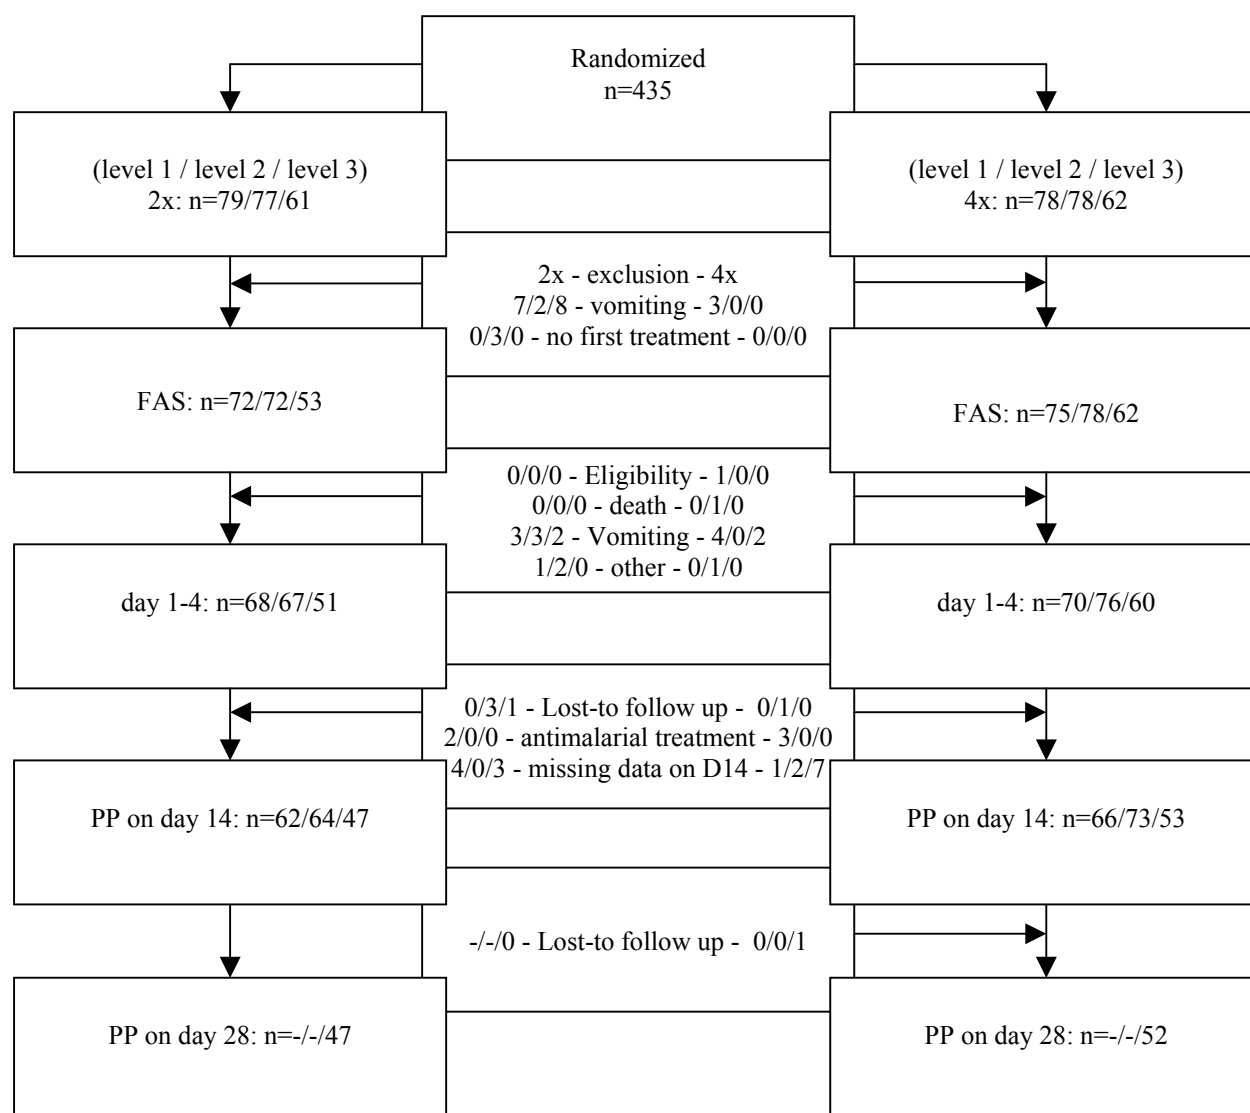 Randomized
n=435
(level 1 / level 2 / level 3)
2x: n=79/77/61
(level 1 / level 2 / level 3)
4x: n=78/78/62
2x - exclusion - 4x
7/2/8 - vomiting - 3/0/0
0/3/0 - no first treatment - 0/0/0
FAS: n=72/72/53
FAS: n=75/78/62
0/0/0 - Eligibility - 1/0/0
0/0/0 - death - 0/1/0
3/3/2 - Vomiting - 4/0/2
1/2/0 - other - 0/1/0
day 1-4: n=68/67/51
day 1-4: n=70/76/60
0/3/1 - Lost-to follow up - 0/1/0
2/0/0 - antimalarial treatment - 3/0/0
4/0/3 - missing data on D14 - 1/2/7
PP on day 14: n=62/64/47
PP on day 14: n=66/73/53
-/-/0 - Lost-to follow up - 0/0/1
PP on day 28: n=-/-/47
PP on day 28: n=-/-/52